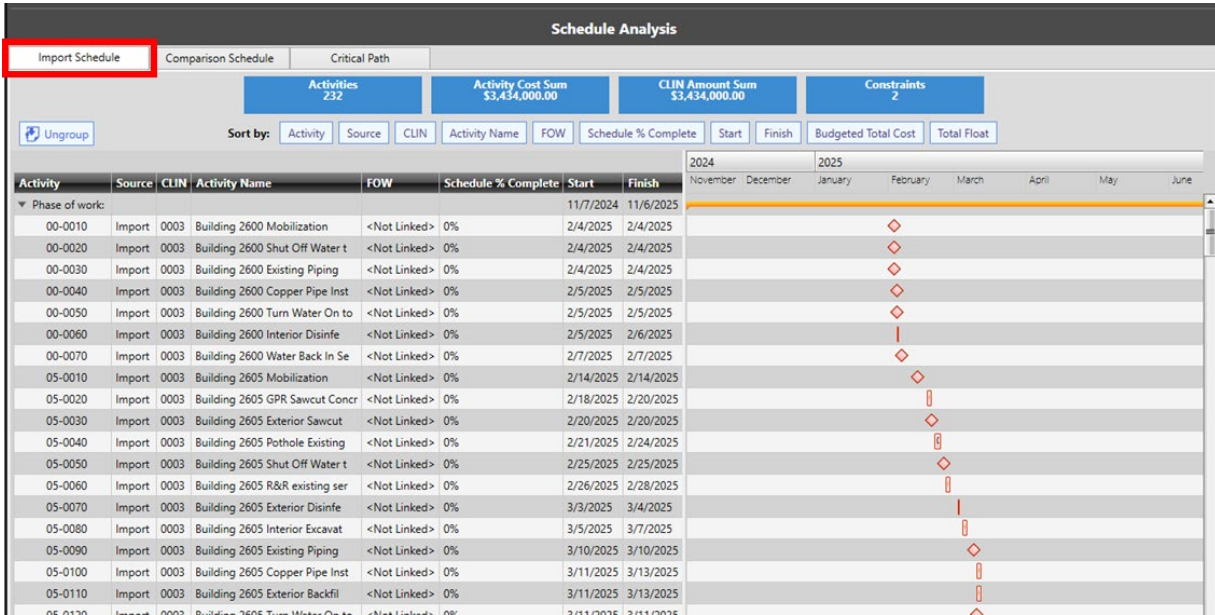 Schedule Analysis
Import Schedule Comparison Schedule Critical Path
Activities Activity Cost Sum CLIN Amount Sum Constraints
232 $3,434,000.00 $3,434,000.00 2
Ungroup Sort by: Activity Source CLIN Activity Name FOW Schedule % Complete Start Finish Budgeted Total Cost Total Float
2024 2025
Activity Source CLIN Activity Name FOW Schedule % Complete Start Finish November December January February March April May June
Phase of work: 11/7/2024 11/6/2025
00-0010 Import 0003 Building 2600 Mobilization <Not Linked> 0% 2/4/2025 2/4/2025
00-0020 Import 0003 Building 2600 Shut Off Water t <Not Linked> 0% 2/4/2025 2/4/2025
00-0030 Import 0003 Building 2600 Existing Piping <Not Linked> 0% 2/4/2025 2/4/2025
00-0040 Import 0003 Building 2600 Copper Pipe Inst <Not Linked> 0% 2/5/2025 2/5/2025
00-0050 Import 0003 Building 2600 Turn Water On to <Not Linked> 0% 2/5/2025 2/5/2025
00-0060 Import 0003 Building 2600 Interior Disinfe <Not Linked> 0% 2/5/2025 2/6/2025
00-0070 Import 0003 Building 2600 Water Back In Se <Not Linked> 0% 2/7/2025 2/7/2025
05-0010 Import 0003 Building 2605 Mobilization <Not Linked> 0% 2/14/2025 2/14/2025
05-0020 Import 0003 Building 2605 GPR Sawcut Concr <Not Linked> 0% 2/18/2025 2/20/2025
05-0030 Import 0003 Building 2605 Exterior Sawcut <Not Linked> 0% 2/20/2025 2/20/2025
05-0040 Import 0003 Building 2605 Pothole Existing <Not Linked> 0% 2/21/2025 2/24/2025
05-0050 Import 0003 Building 2605 Shut Off Water t <Not Linked> 0% 2/25/2025 2/25/2025
05-0060 Import 0003 Building 2605 R&R existing ser <Not Linked> 0% 2/26/2025 2/28/2025
05-0070 Import 0003 Building 2605 Exterior Disinfe <Not Linked> 0% 3/3/2025 3/4/2025
05-0080 Import 0003 Building 2605 Interior Excavat <Not Linked> 0% 3/5/2025 3/7/2025
05-0090 Import 0003 Building 2605 Existing Piping <Not Linked> 0% 3/10/2025 3/10/2025
05-0100 Import 0003 Building 2605 Copper Pipe Inst <Not Linked> 0% 3/11/2025 3/13/2025
05-0110 Import 0003 Building 2605 Exterior Backfil <Not Linked> 0% 3/11/2025 3/13/2025
05-0120 Import 0003 Building 2605 Turn Water On to <Not Linked> 0% 3/11/2025 3/11/2025